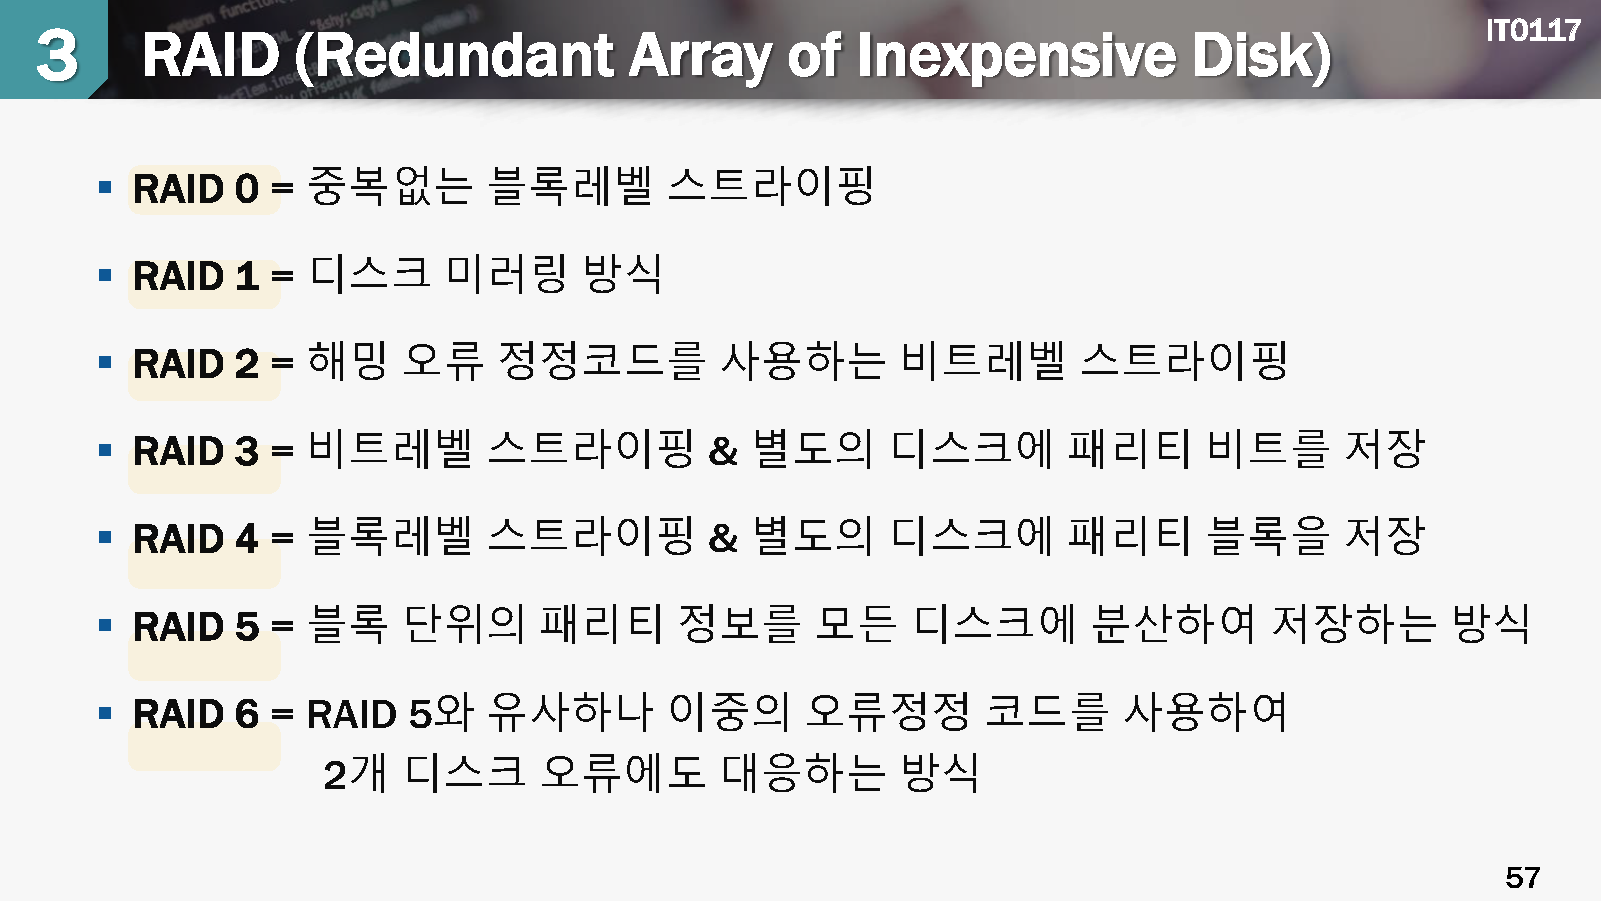 3 RAID (Redundant Array of Inexpensive Disk)
IT0117
RAID 0 = 중복없는 블록레벨 스트라이핑
RAID 1 = 디스크 미러링 방식
RAID 2 = 해밍 오류 정정코드를 사용하는 비트레벨 스트라이핑
RAID 3 = 비트레벨 스트라이핑 & 별도의 디스크에 패리티 비트를 저장
RAID 4 = 블록레벨 스트라이핑 & 별도의 디스크에 패리티 블록을 저장
RAID 5 = 블록 단위의 패리티 정보를 모든 디스크에 분산하여 저장하는 방식
RAID 6 = RAID 5와 유사하나 이중의 오류정정 코드를 사용하여
2개 디스크 오류에도 대응하는 방식
57